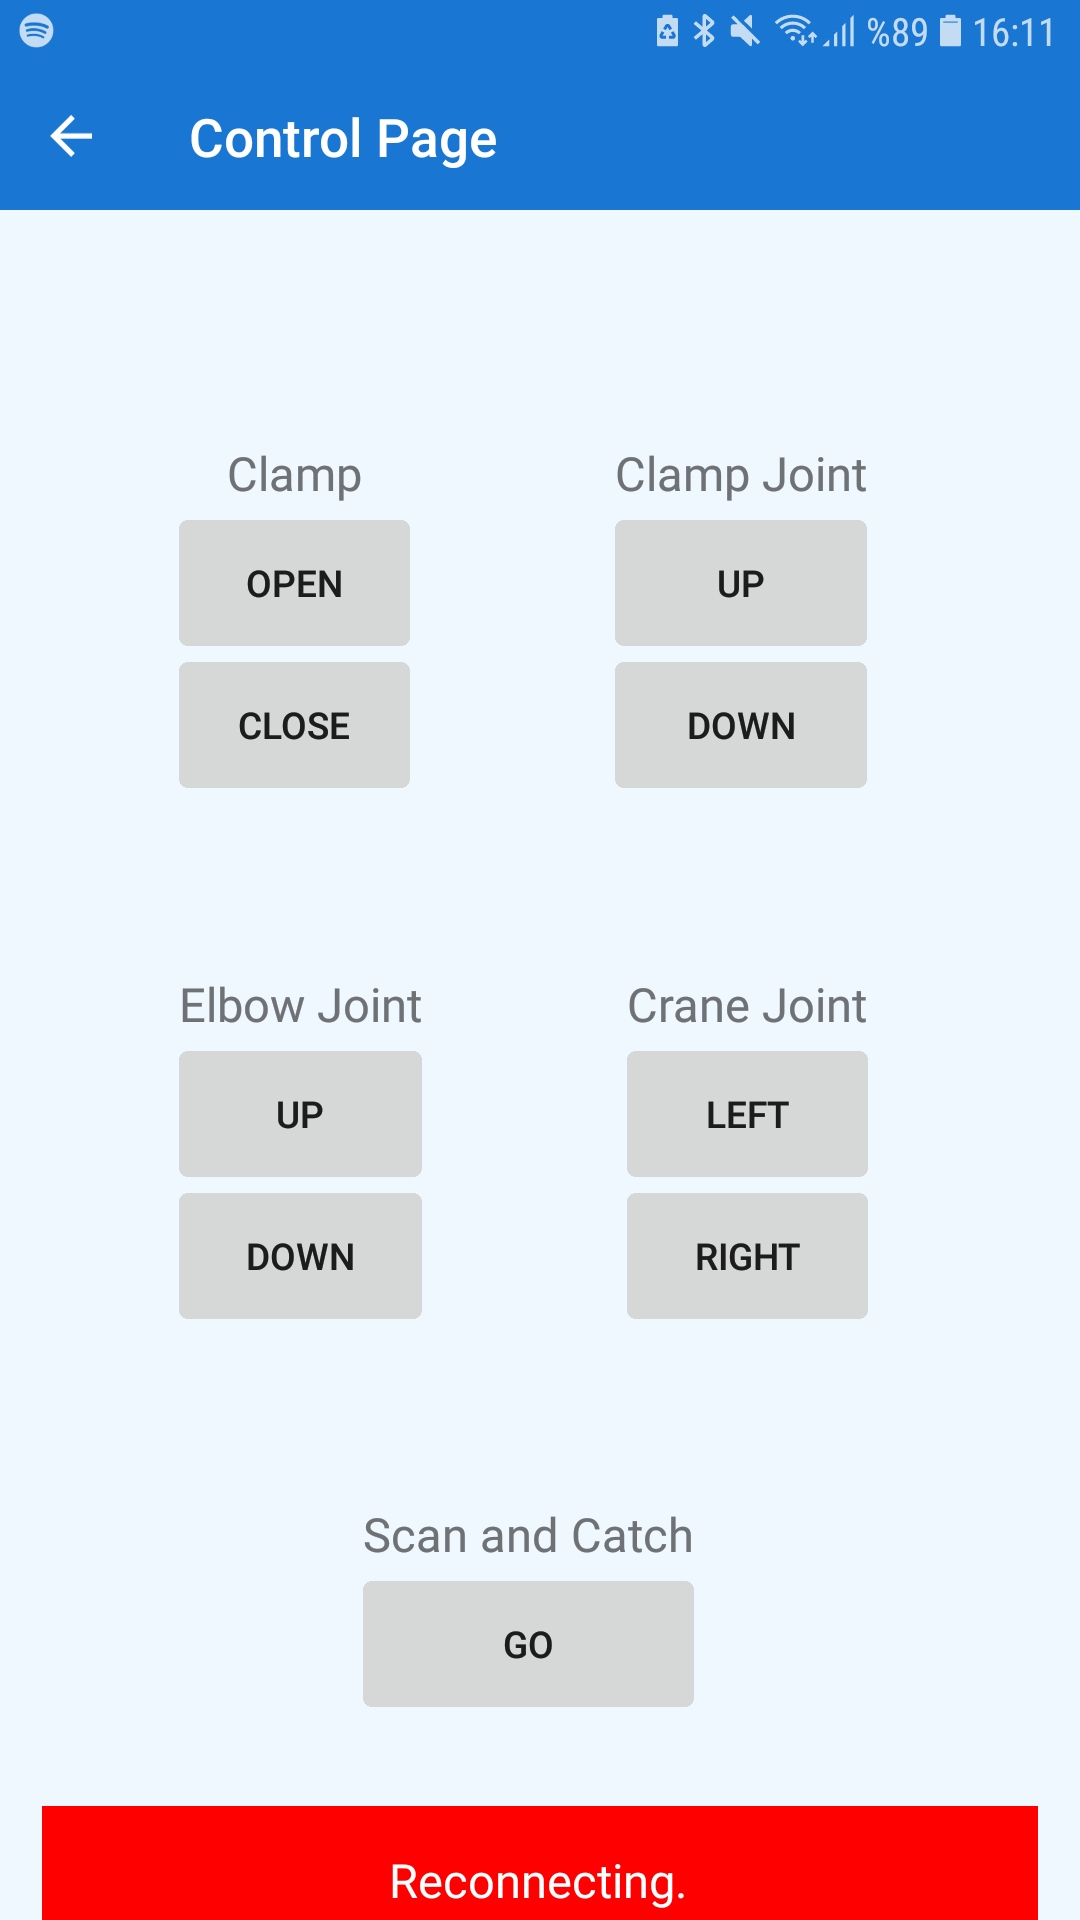 %89 16:11
Control Page
Clamp
OPEN
CLOSE
Clamp Joint
UP
DOWN
Elbow Joint
UP
DOWN
Crane Joint
LEFT
RIGHT
Scan and Catch
GO
Reconnecting.